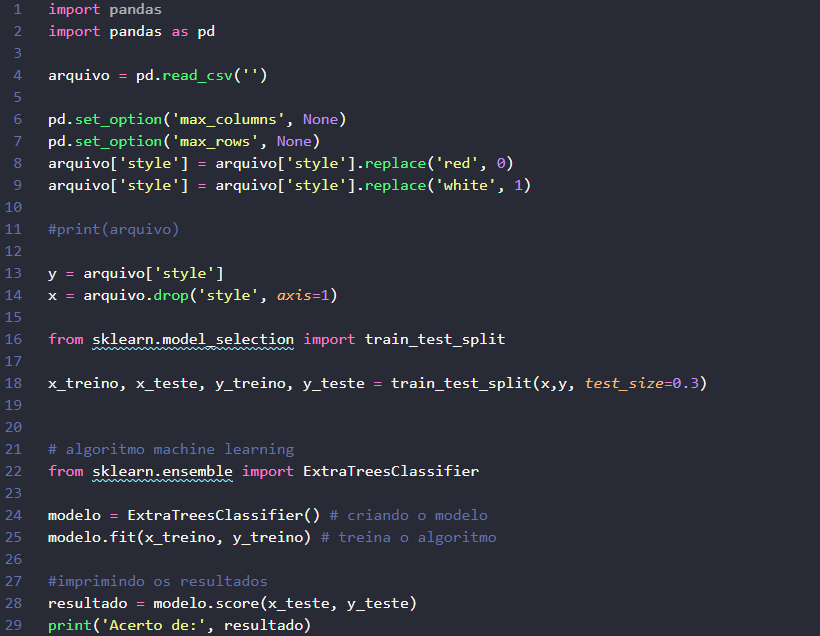 1 import pandas
2 import pandas as pd
3
4 arquivo = pd.read_csv('')
5
6 pd.set_option('max_columns', None)
7 pd.set_option('max_rows', None)
8 arquivo['style'] = arquivo['style'].replace('red', 0)
9 arquivo['style'] = arquivo['style'].replace('white', 1)
10
11 #print(arquivo)
12
13 y = arquivo['style']
14 x = arquivo.drop('style', axis=1)
15
16 from sklearn.model_selection import train_test_split
17
18 x_treino, x_teste, y_treino, y_teste = train_test_split(x,y, test_size=0.3)
19
20
21 # algoritmo machine learning
22 from sklearn.ensemble import ExtraTreesClassifier
23
24 modelo = ExtraTreesClassifier() # criando o modelo
25 modelo.fit(x_treino, y_treino) # treina o algoritmo
26
27 #imprimindo os resultados
28 resultado = modelo.score(x_teste, y_teste)
29 print('Acerto de:', resultado)